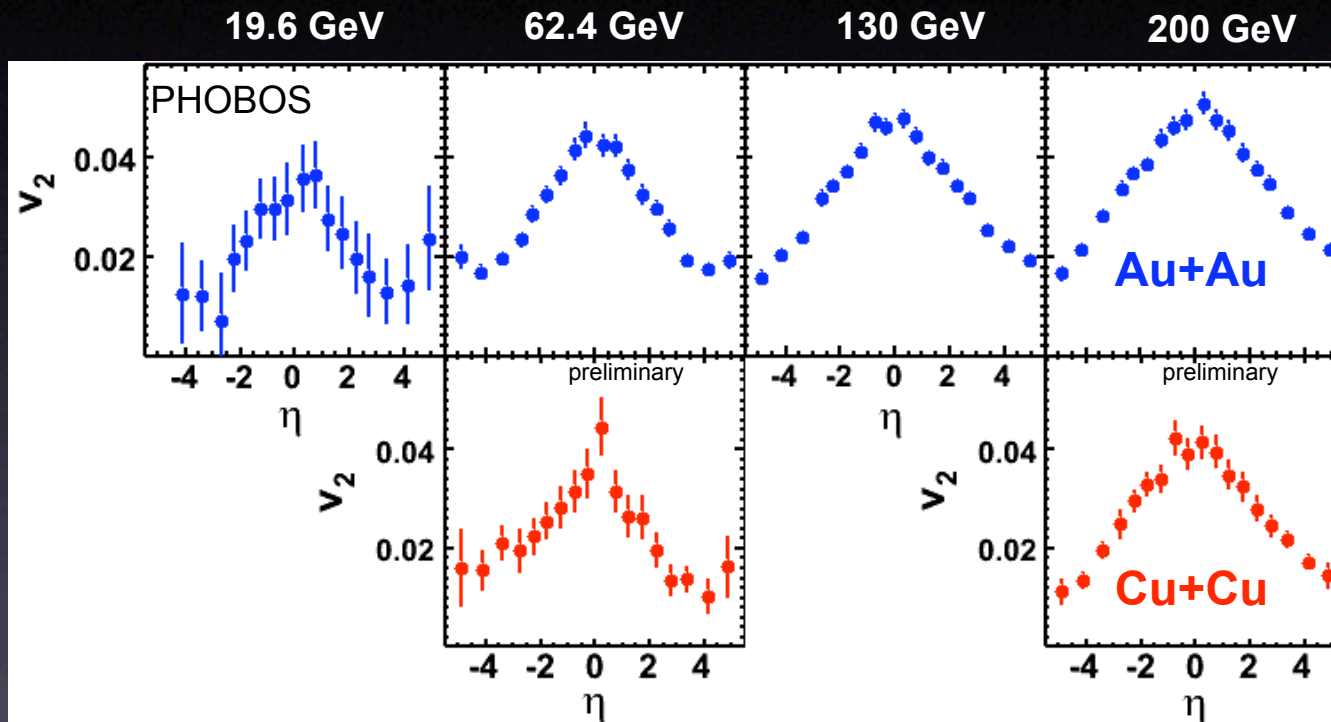 19.6 GeV 62.4 GeV 130 GeV 200 GeV
PHOBOS
v2
0.04
0.02
Au+Au
-4 -2 0 2 4
η
preliminary
-4 -2 0 2 4
η
preliminary
v2
0.04
0.02
-4 -2 0 2 4
η
v2
0.04
0.02
Cu+Cu
-4 -2 0 2 4
η